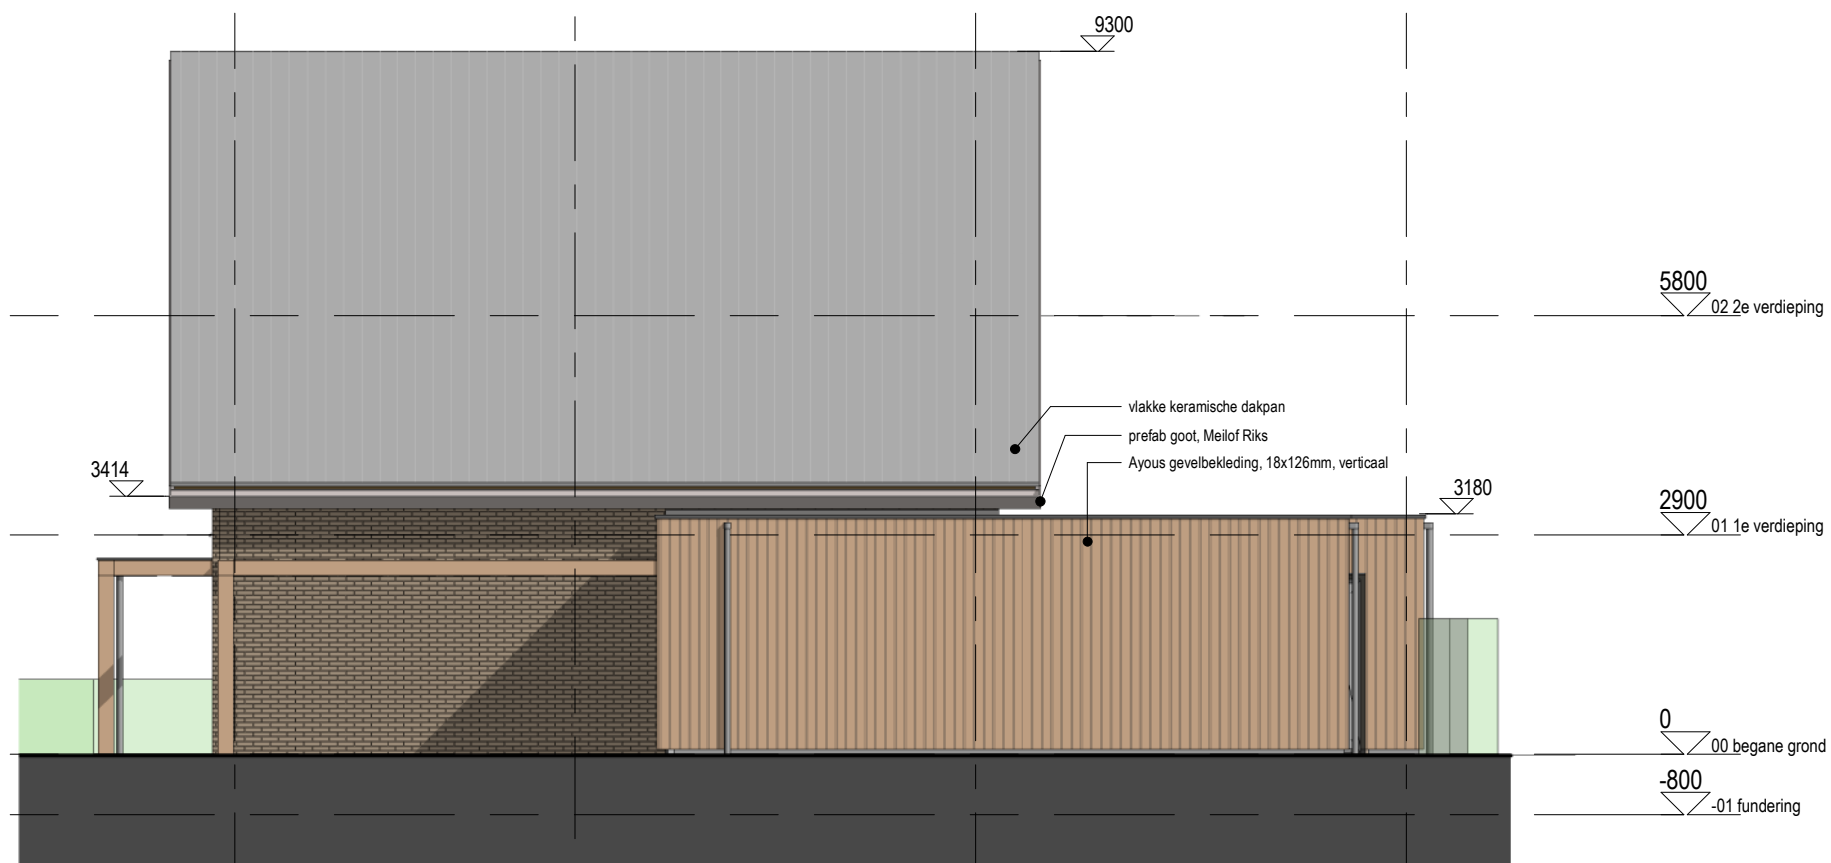 9300
5800
02 2e verdieping
vlakke keramische dakpan
prefab goot, Meilof Riks
Ayous gevelbekleding, 18x126mm, verticaal
3414
3180
2900
01 1e verdieping
0
00 begane grond
-800
-01 fundering